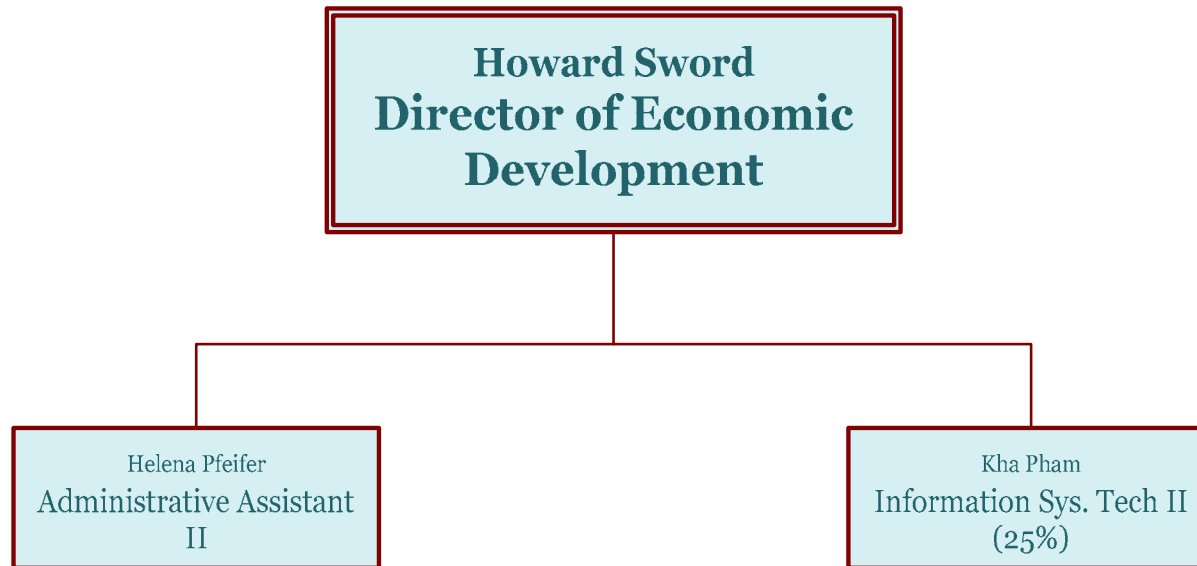 Howard Sword
Director of Economic
Development
Helena Pfeifer
Administrative Assistant
II
Kha Pham
Information Sys. Tech II
(25%)